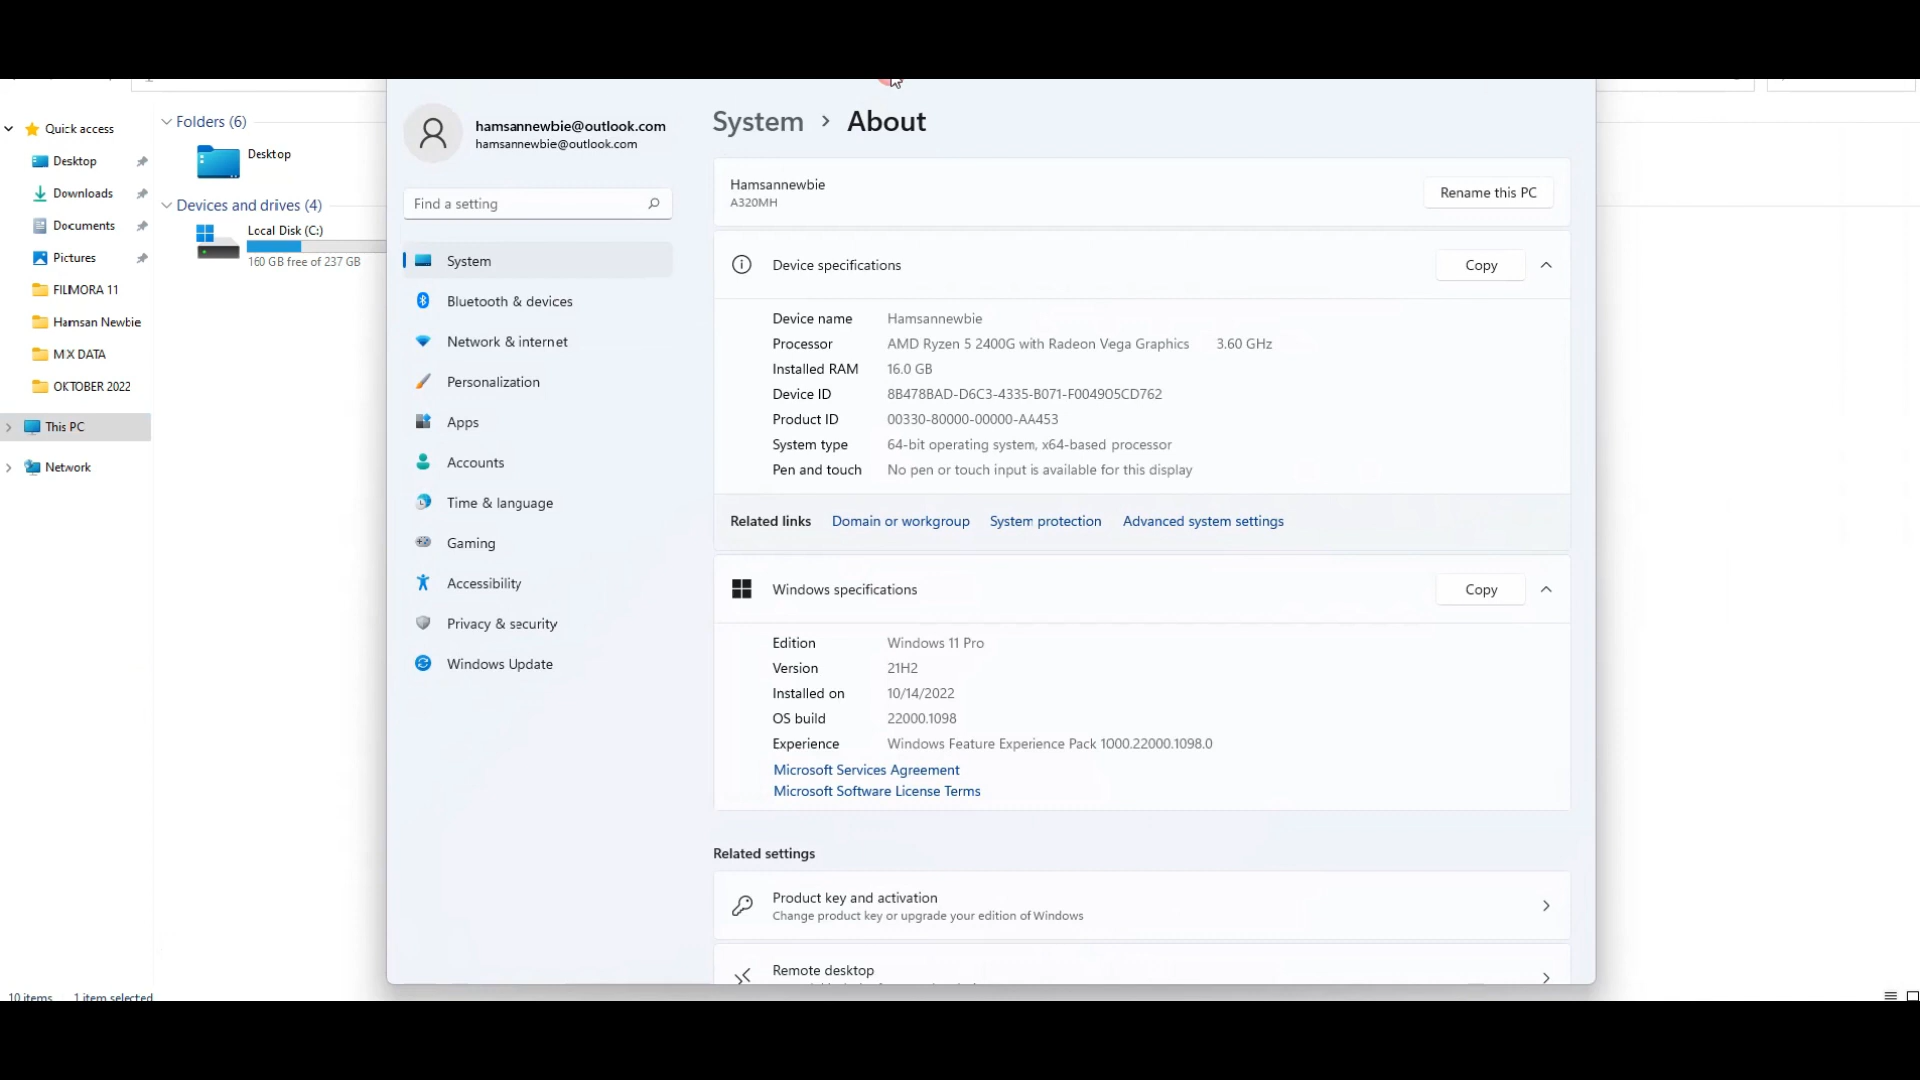 Quick access
Desktop
Downloads
Documents
Pictures
FILMORA 11
Hamsan Newbie
MIX DATA
OKTOBER 2022
This PC
Network
Folders (6)
Desktop
Devices and drives (4)
Local Disk (C:)
160 GB free of 237 GB
10 items 1 item selected
hamsannewbie@outlook.com
hamsannewbie@outlook.com
Find a setting
System
Bluetooth & devices
Network & internet
Personalization
Apps
Accounts
Time & language
Gaming
Accessibility
Privacy & security
Windows Update
System > About
Hamsannewbie
A320MH
Rename this PC
Device specifications
Copy
Device name Hamsannewbie
Processor AMD Ryzen 5 2400G with Radeon Vega Graphics 3.60 GHz
Installed RAM 16.0 GB
Device ID 8B478BAD-D6C3-4335-B071-F004905CD762
Product ID 00330-80000-00000-AA453
System type 64-bit operating system, x64-based processor
Pen and touch No pen or touch input is available for this display
Related links Domain or workgroup System protection Advanced system settings
Windows specifications
Copy
Edition Windows 11 Pro
Version 21H2
Installed on 10/14/2022
OS build 22000.1098
Experience Windows Feature Experience Pack 1000.22000.1098.0
Microsoft Services Agreement
Microsoft Software License Terms
Related settings
Product key and activation
Change product key or upgrade your edition of Windows
Remote desktop